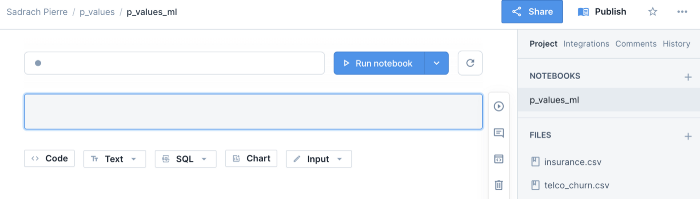 Sadrach Pierre / p_values / p_values_ml
Share
Publish
Project Integrations Comments History
Run notebook
NOTEBOOKS
p_values_ml
FILES
Code Text SQL Chart Input
insurance.csv
telco_churn.csv